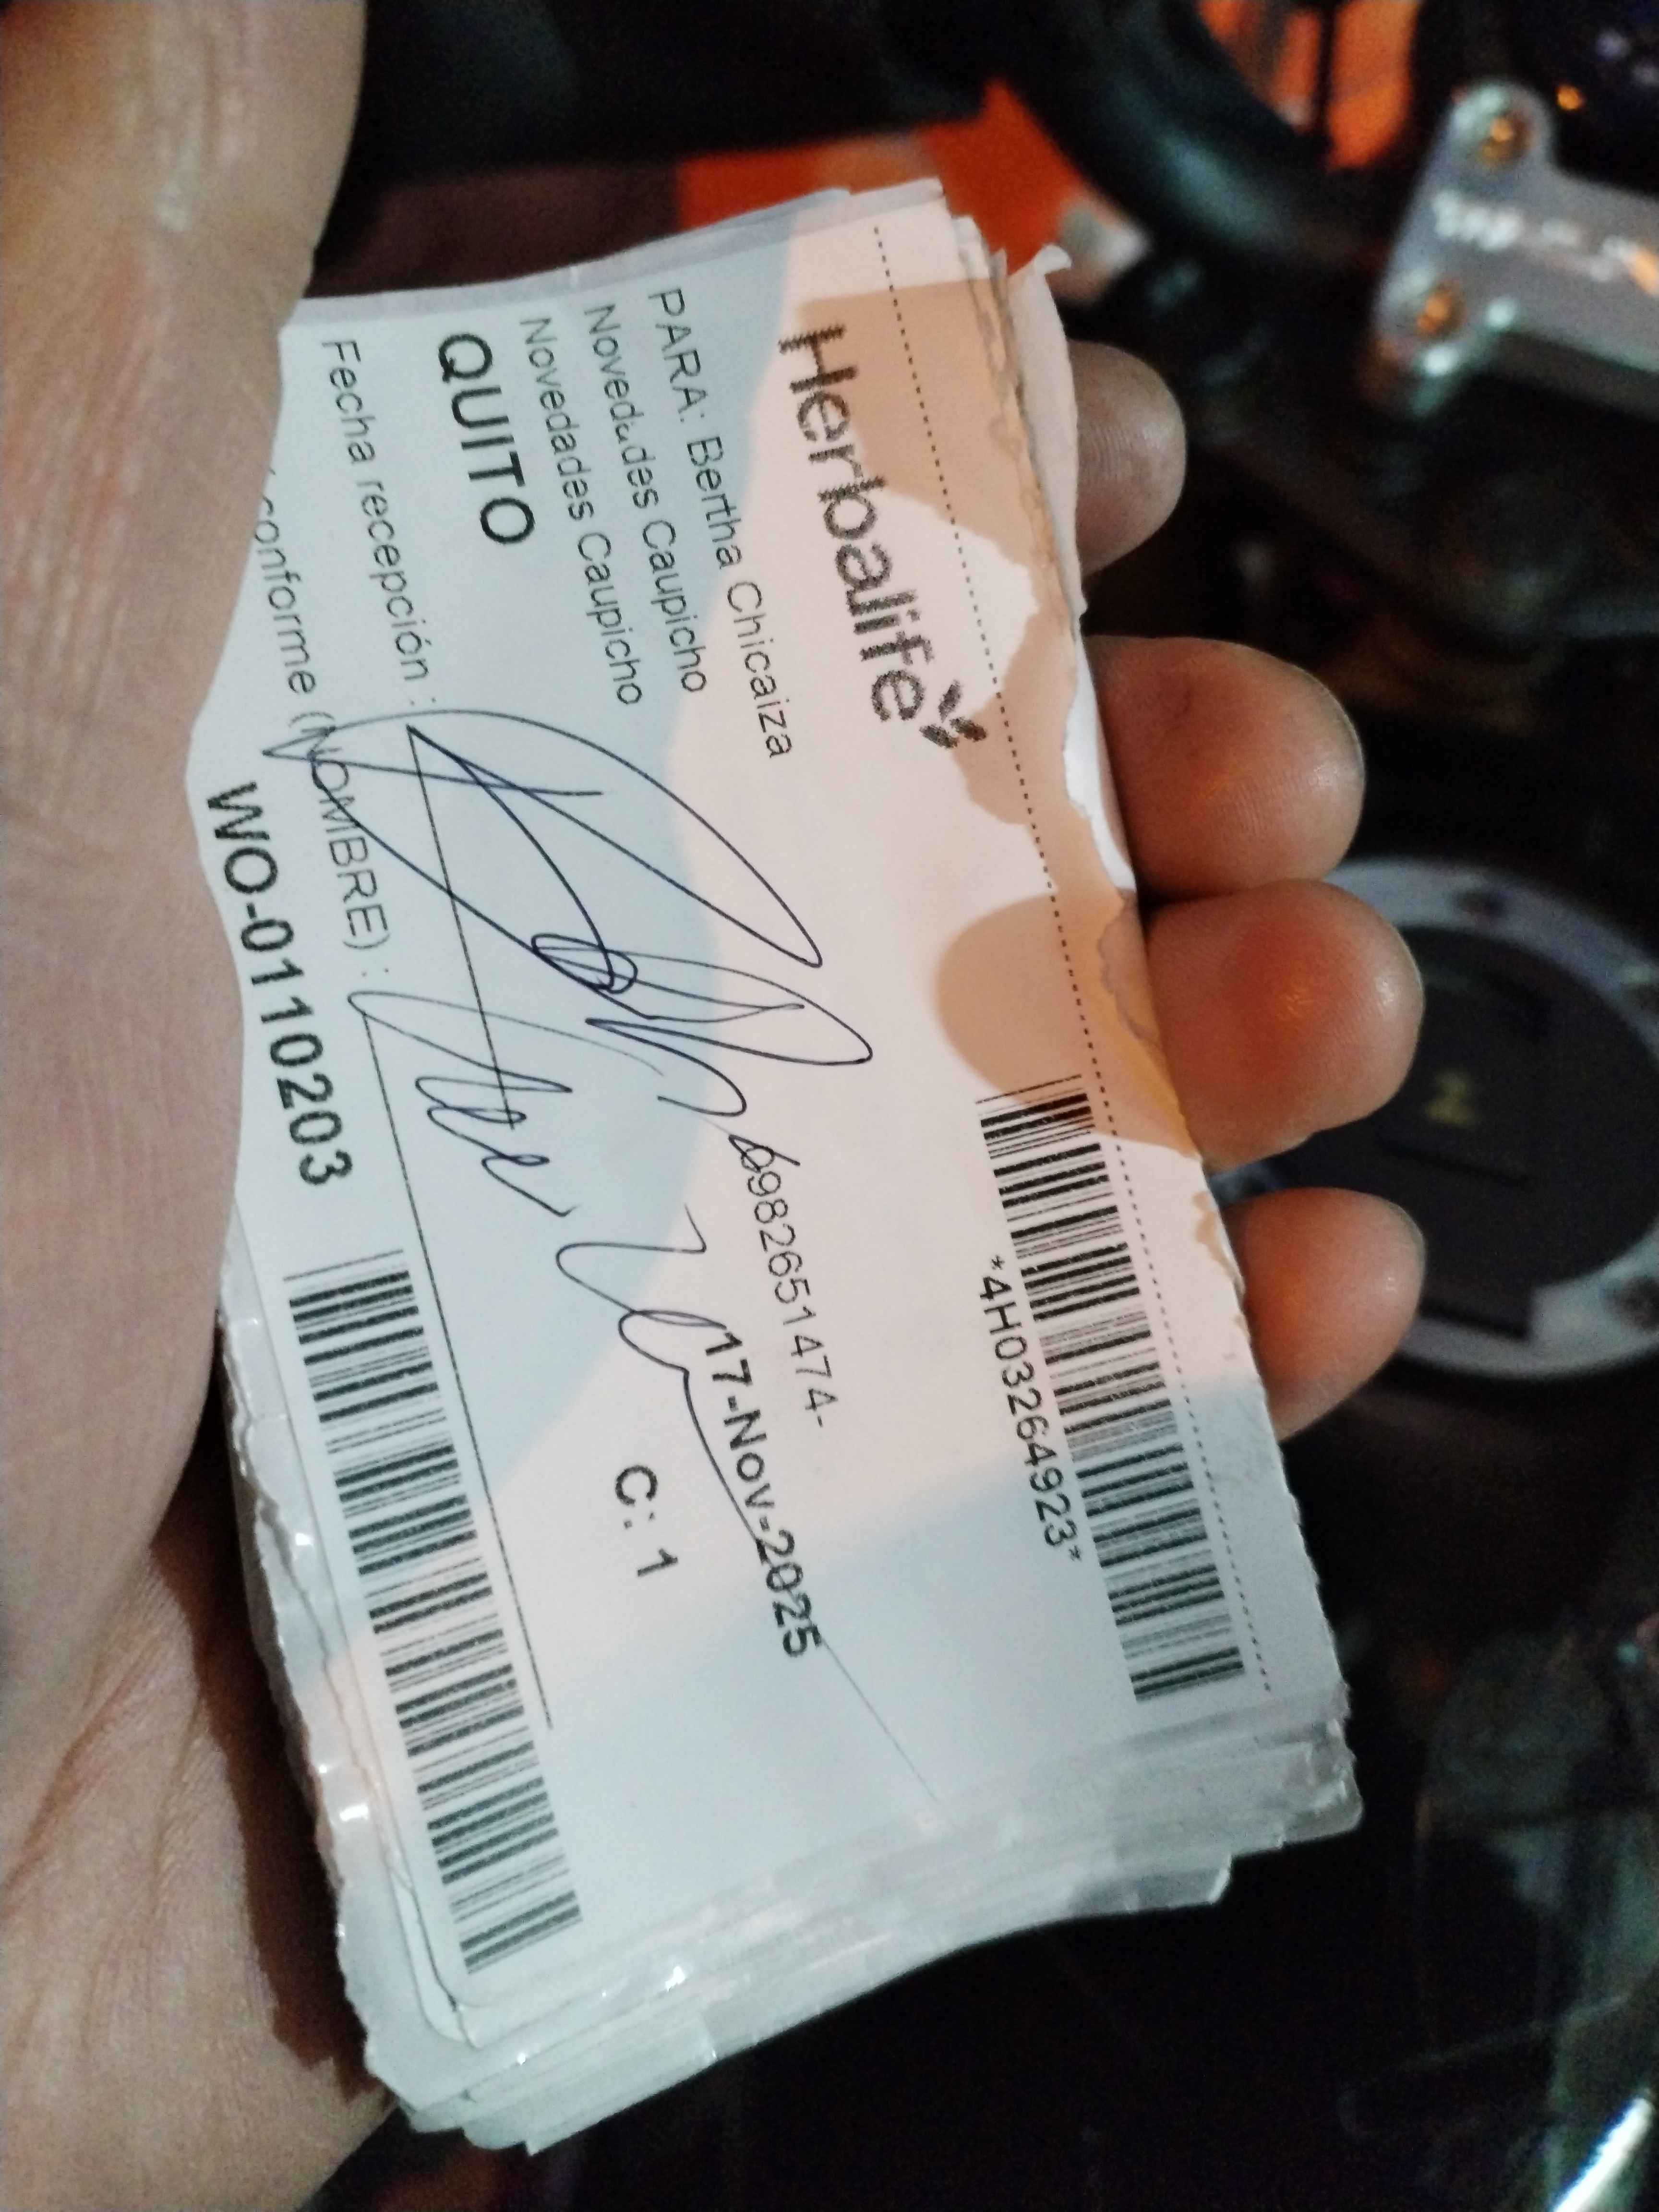 Herbalife
*4H03264923*
PARA: Bertha Chicaiza
0982651474-
Novedades Caupicho
Novedades Caupicho
17-Nov-2025
QUITO
C: 1
Fecha recepción :
conforme (NOMBRE) :
WO-0110203